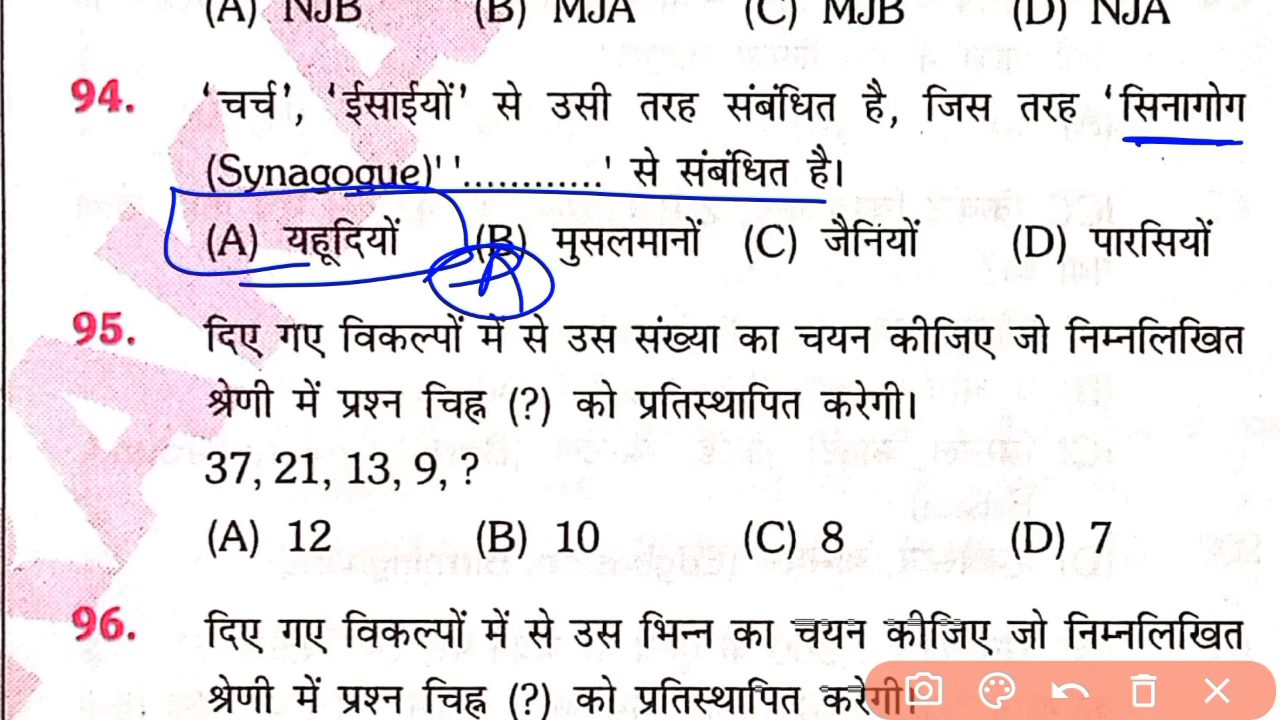 (A) NJB (B) MJA (C) MJB (D) NJA
94. 'चर्च', 'ईसाईयों' से उसी तरह संबंधित है, जिस तरह 'सिनागोग
(Synagogue)' '............' से संबंधित है।
(A) यहूदियों (B) मुसलमानों (C) जैनियों (D) पारसियों
95. दिए गए विकल्पों में से उस संख्या का चयन कीजिए जो निम्नलिखित
श्रेणी में प्रश्न चिह्न (?) को प्रतिस्थापित करेगी।
37, 21, 13, 9, ?
(A) 12 (B) 10 (C) 8 (D) 7
96. दिए गए विकल्पों में से उस भिन्न का चयन कीजिए जो निम्नलिखित
श्रेणी में प्रश्न चिह्न (?) को प्रतिस्थापित करेगी।